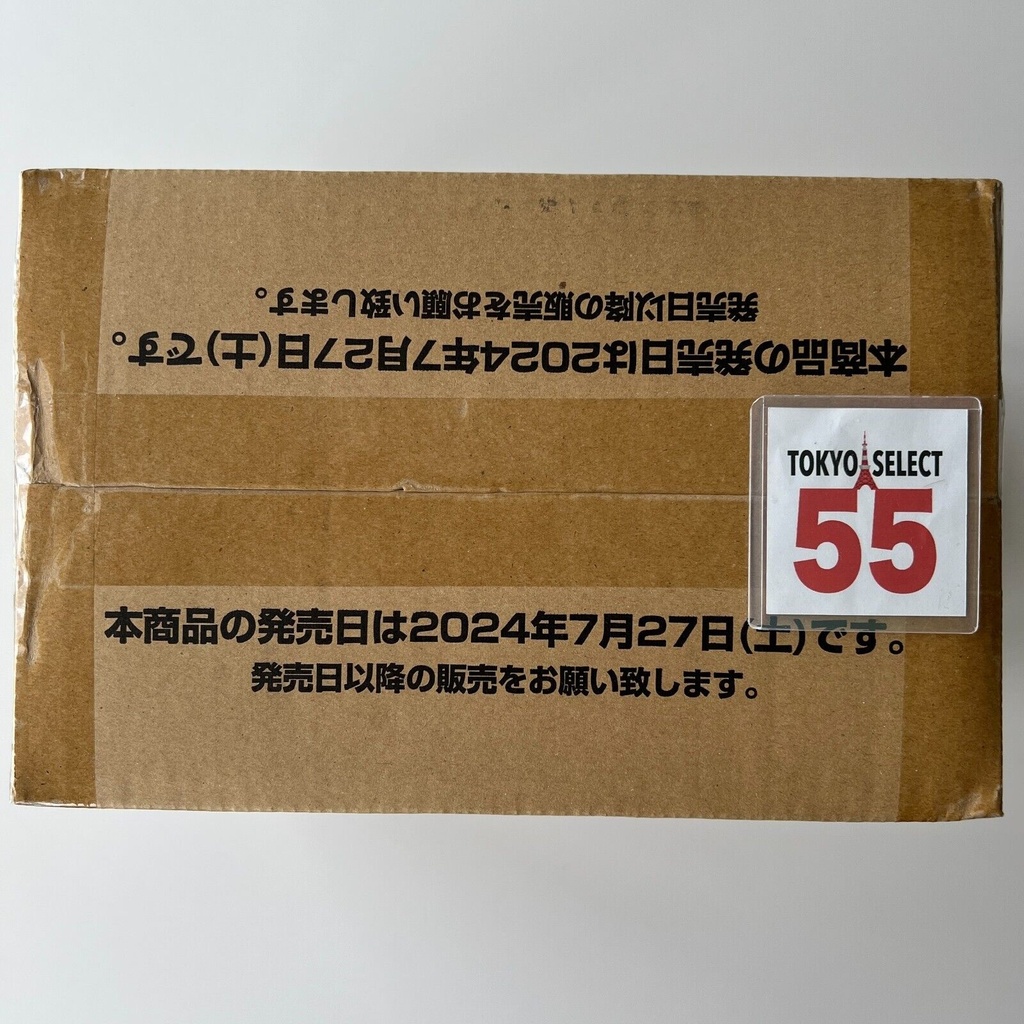 発売日以降の販売をお願い致します。
本商品の発売日は2024年7月27日(土)です。
TOKYO SELECT
55
本商品の発売日は2024年7月27日(土)です。
発売日以降の販売をお願い致します。